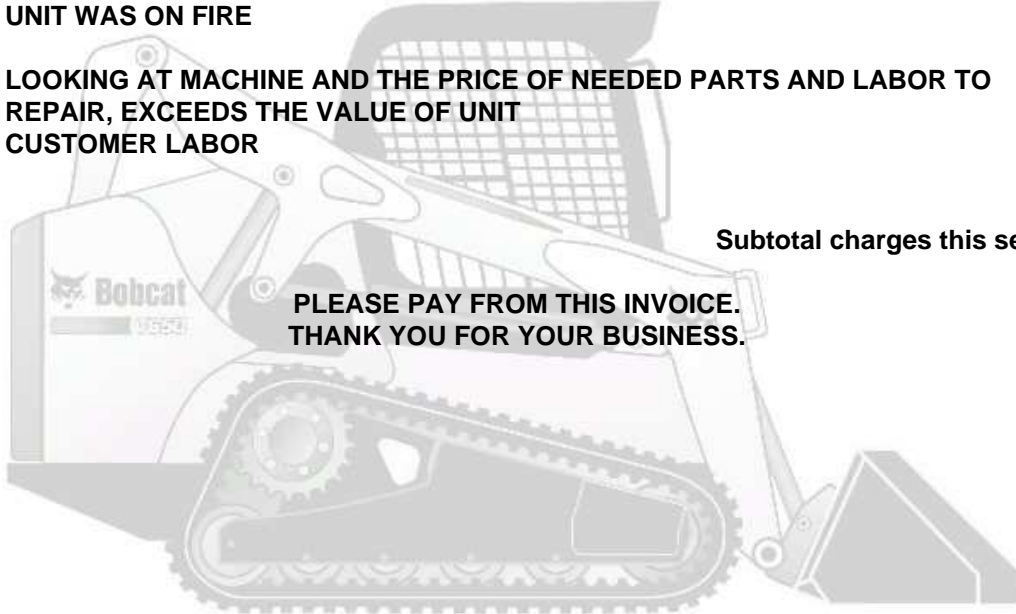 UNIT WAS ON FIRE
LOOKING AT MACHINE AND THE PRICE OF NEEDED PARTS AND LABOR TO
REPAIR, EXCEEDS THE VALUE OF UNIT
CUSTOMER LABOR
Subtotal charges this se
Bobcat
PLEASE PAY FROM THIS INVOICE.
THANK YOU FOR YOUR BUSINESS.